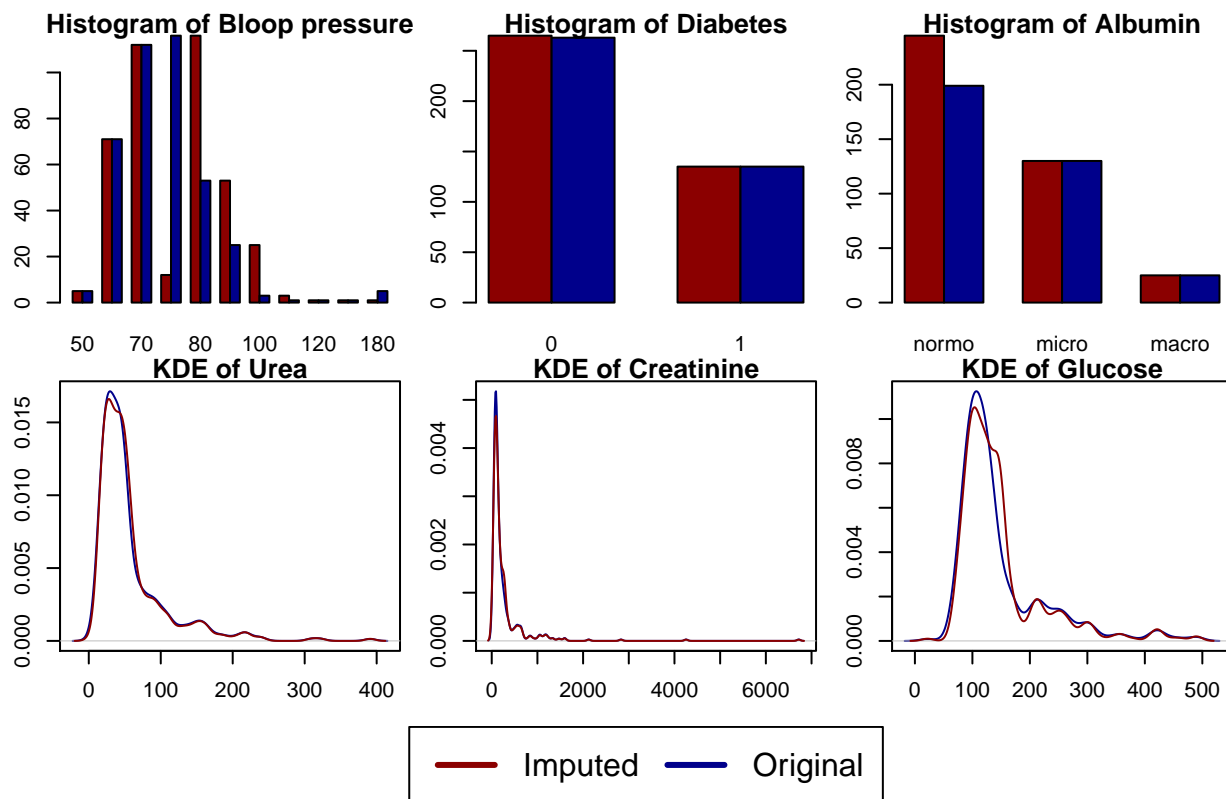 Histogram of Bloop pressure
0 20 40 60 80
50 70 80 100 120 180
Histogram of Diabetes
0 50 100 200
0 1
Histogram of Albumin
0 50 100 150 200
normo micro macro
KDE of Urea
0.000 0.005 0.010 0.015
0 100 200 300 400
KDE of Creatinine
0.000 0.002 0.004
0 2000 4000 6000
KDE of Glucose
0.000 0.004 0.008
0 100 200 300 400 500
Imputed Original